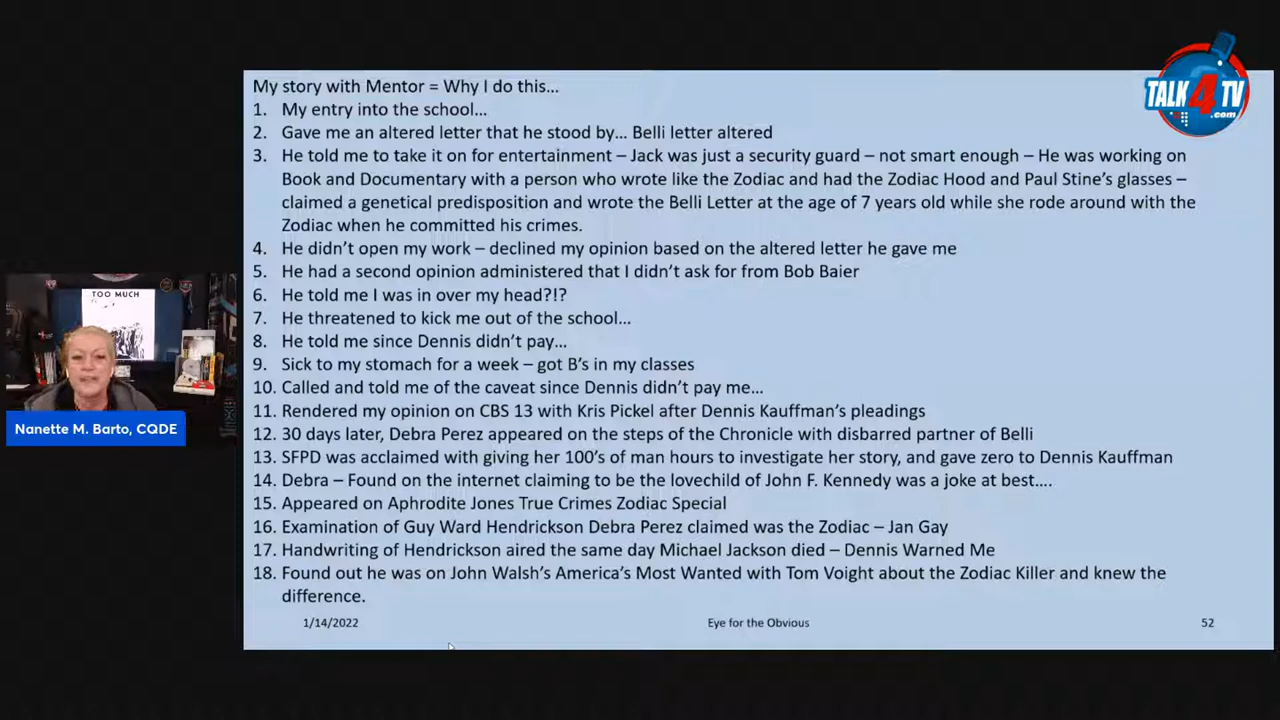 My story with Mentor = Why I do this...
1. My entry into the school...
2. Gave me an altered letter that he stood by... Belli letter altered
3. He told me to take it on for entertainment – Jack was just a security guard – not smart enough – He was working on
Book and Documentary with a person who wrote like the Zodiac and had the Zodiac Hood and Paul Stine's glasses –
claimed a genetical predisposition and wrote the Belli Letter at the age of 7 years old while she rode around with the
Zodiac when he committed his crimes.
4. He didn't open my work – declined my opinion based on the altered letter he gave me
5. He had a second opinion administered that I didn't ask for from Bob Baier
6. He told me I was in over my head?!?
7. He threatened to kick me out of the school...
8. He told me since Dennis didn't pay...
9. Sick to my stomach for a week – got B's in my classes
10. Called and told me of the caveat since Dennis didn't pay me...
11. Rendered my opinion on CBS 13 with Kris Pickel after Dennis Kauffman's pleadings
12. 30 days later, Debra Perez appeared on the steps of the Chronicle with disbarred partner of Belli
13. SFPD was acclaimed with giving her 100's of man hours to investigate her story, and gave zero to Dennis Kauffman
14. Debra – Found on the internet claiming to be the lovechild of John F. Kennedy was a joke at best....
15. Appeared on Aphrodite Jones True Crimes Zodiac Special
16. Examination of Guy Ward Hendrickson Debra Perez claimed was the Zodiac – Jan Gay
17. Handwriting of Hendrickson aired the same day Michael Jackson died – Dennis Warned Me
18. Found out he was on John Walsh's America's Most Wanted with Tom Voight about the Zodiac Killer and knew the
difference.
1/14/2022 Eye for the Obvious 52
TALK 4 TV
.com
TOO MUCH
Nanette M. Barto, CQDE